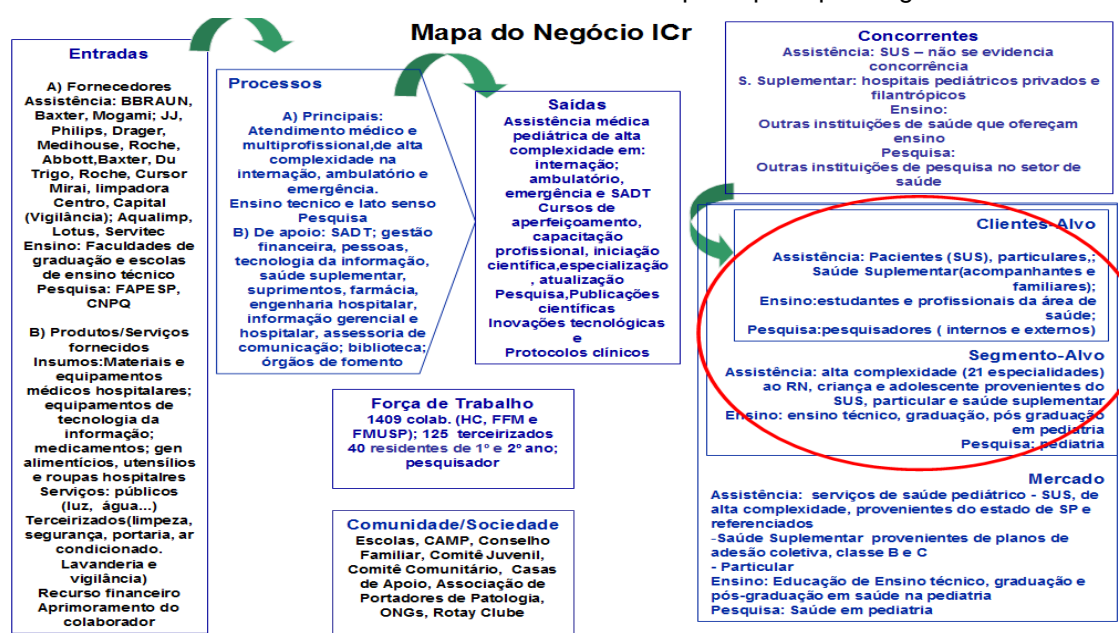 Mapa do Negócio ICr
Entradas
A) Fornecedores
Assistência: BBRAUN,
Baxter, Mogami; JJ,
Philips, Drager,
Medihouse, Roche,
Abbott,Baxter, Du
Trigo, Roche, Cursor
Mirai, limpadora
Centro, Capital
(Vigilância); Aqualimp,
Lotus, Servitec
Ensino: Faculdades de
graduação e escolas
de ensino técnico
Pesquisa: FAPESP,
CNPQ
B) Produtos/Serviços
fornecidos
Insumos:Materiais e
equipamentos
médicos hospitalares;
equipamentos de
tecnologia da
informação;
medicamentos; gen
alimentícios, utensílios
e roupas hospitalres
Serviços: públicos
(luz, água...)
Terceirizados(limpeza,
segurança, portaria, ar
condicionado.
Lavanderia e
vigilância)
Recurso financeiro
Aprimoramento do
colaborador
Processos
A) Principais:
Atendimento médico e
multiprofissional,de alta
complexidade na
internação, ambulatório e
emergência.
Ensino tecnico e lato senso
Pesquisa
B) De apoio: SADT; gestão
financeira, pessoas,
tecnologia da informação,
saúde suplementar,
suprimentos, farmácia,
engenharia hospitalar,
informação gerencial e
hospitalar, assessoria de
comunicação; biblioteca;
órgãos de fomento
Saídas
Assistência médica
pediátrica de alta
complexidade em:
internação;
ambulatório,
emergência e SADT
Cursos de
aperfeiçoamento,
capacitação
profissional, iniciação
científica,especialização
, atualização
Pesquisa,Publicações
científicas
Inovações tecnológicas
e
Protocolos clínicos
Força de Trabalho
1409 colab. (HC, FFM e
FMUSP); 125 terceirizados
40 residentes de 1º e 2º ano;
pesquisador
Comunidade/Sociedade
Escolas, CAMP, Conselho
Familiar, Comitê Juvenil,
Comitê Comunitário, Casas
de Apoio, Associação de
Portadores de Patologia,
ONGs, Rotay Clube
Concorrentes
Assistência: SUS – não se evidencia
concorrência
S. Suplementar: hospitais pediátricos privados e
filantrópicos
Ensino:
Outras instituições de saúde que ofereçam
ensino
Pesquisa:
Outras instituições de pesquisa no setor de
saúde
Clientes-Alvo
Assistência: Pacientes (SUS), particulares,;
Saúde Suplementar(acompanhantes e
familiares);
Ensino:estudantes e profissionais da área de
saúde;
Pesquisa:pesquisadores ( internos e externos)
Segmento-Alvo
Assistência: alta complexidade (21 especialidades)
ao RN, criança e adolescente provenientes do
SUS, particular e saúde suplementar
Ensino: ensino técnico, graduação, pós graduação
em pediatria
Pesquisa: pediatria
Mercado
Assistência: serviços de saúde pediátrico - SUS, de
alta complexidade, provenientes do estado de SP e
referenciados
-Saúde Suplementar provenientes de planos de
adesão coletiva, classe B e C
- Particular
Ensino: Educação de Ensino técnico, graduação e
pós-graduação em saúde na pediatria
Pesquisa: Saúde em pediatria